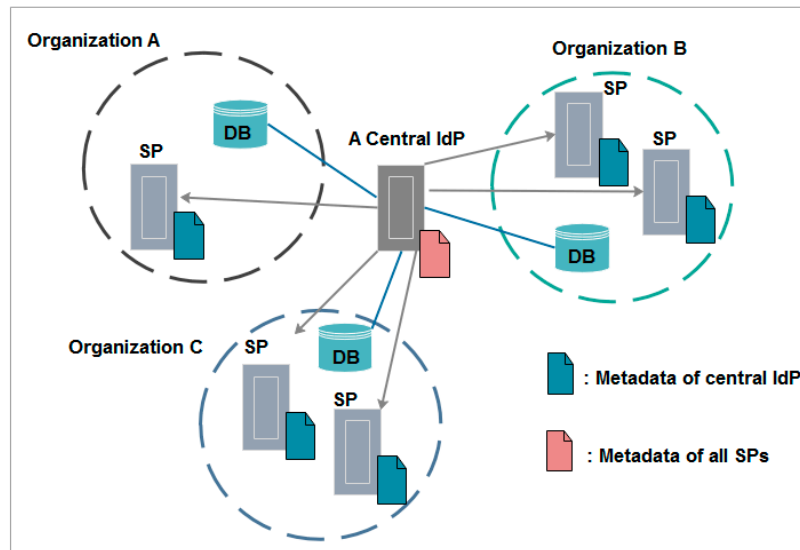 Organization A
Organization B
SP
DB
A Central IdP
SP
SP
DB
Organization C
SP
DB
SP
: Metadata of central IdP
: Metadata of all SPs